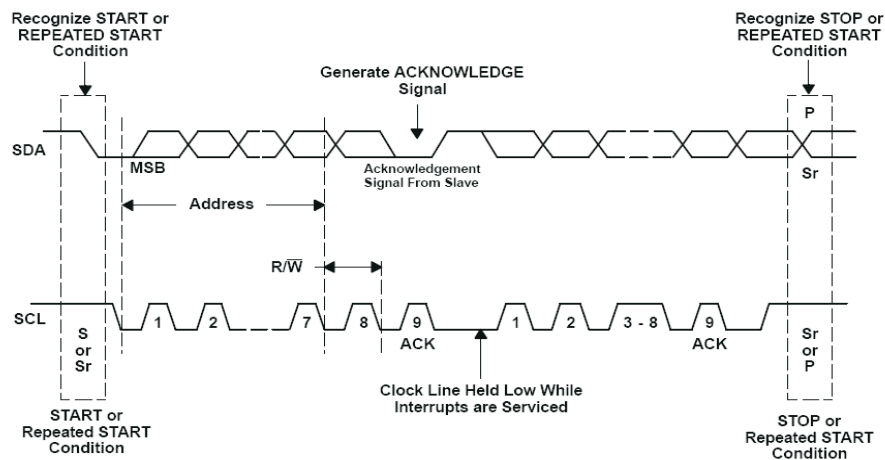 Recognize START or
REPEATED START
Condition
Recognize STOP or
REPEATED START
Condition
Generate ACKNOWLEDGE
Signal
P
SDA
MSB
Acknowledgement
Signal From Slave
Sr
Address
R/W̅
SCL
1
2
7
8
9
1
2
3 - 8
9
S
or
Sr
ACK
ACK
Sr
or
P
Clock Line Held Low While
Interrupts are Serviced
START or
Repeated START
Condition
STOP or
Repeated START
Condition